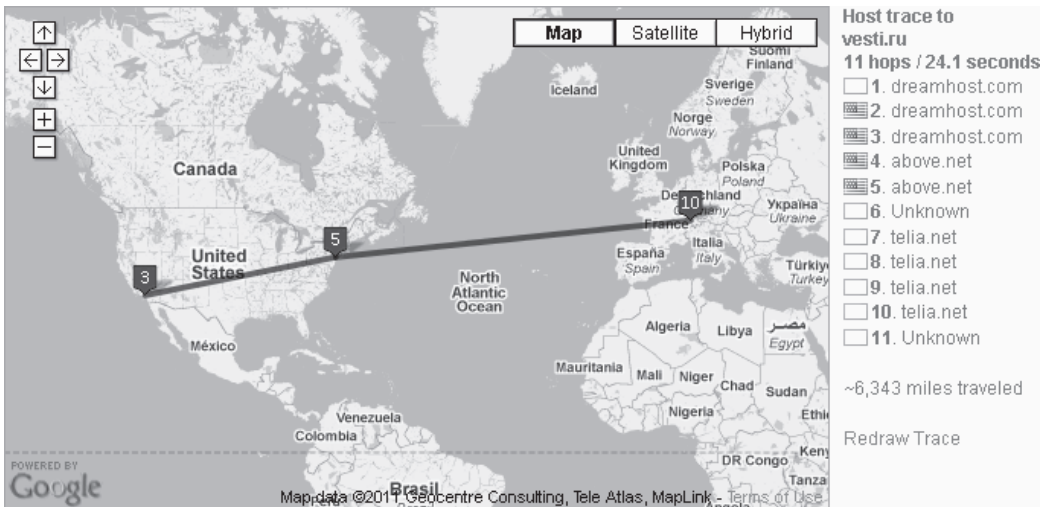 Map Satellite Hybrid
Iceland
Suomi
Finland
Sverige
Sweden
Norge
Norway
United
Kingdom
Canada
Polska
Poland
Україна
Ukraine
France
10
5
3
United
States
España
Spain
Italia
Italy
Türkiye
Turkey
North
Atlantic
Ocean
México
Algeria
Libya
مصر
Egypt
Mauritania
Mali
Niger
Chad
Sudan
Nigeria
Venezuela
Colombia
DR Congo
Brasil
POWERED BY
Google
Map data ©2011 Geocentre Consulting, Tele Atlas, MapLink - Terms of Use
Host trace to
vesti.ru
11 hops / 24.1 seconds
1. dreamhost.com
2. dreamhost.com
3. dreamhost.com
4. above.net
5. above.net
6. Unknown
7. telia.net
8. telia.net
9. telia.net
10. telia.net
11. Unknown
~6,343 miles traveled
Redraw Trace